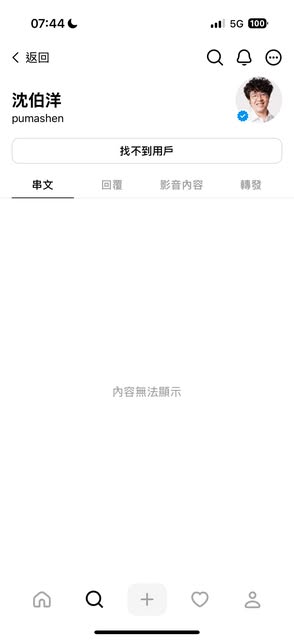 07:44
5G
100
返回
沈伯洋
pumashen
找不到用戶
串文
回覆
影音內容
轉發
內容無法顯示